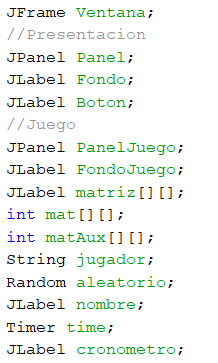 JFrame Ventana;
//Presentacion
JPanel Panel;
JLabel Fondo;
JLabel Boton;
//Juego
JPanel PanelJuego;
JLabel FondoJuego;
JLabel matriz[][];
int mat[][];
int matAux[][];
String jugador;
Random aleatorio;
JLabel nombre;
Timer time;
JLabel cronometro;